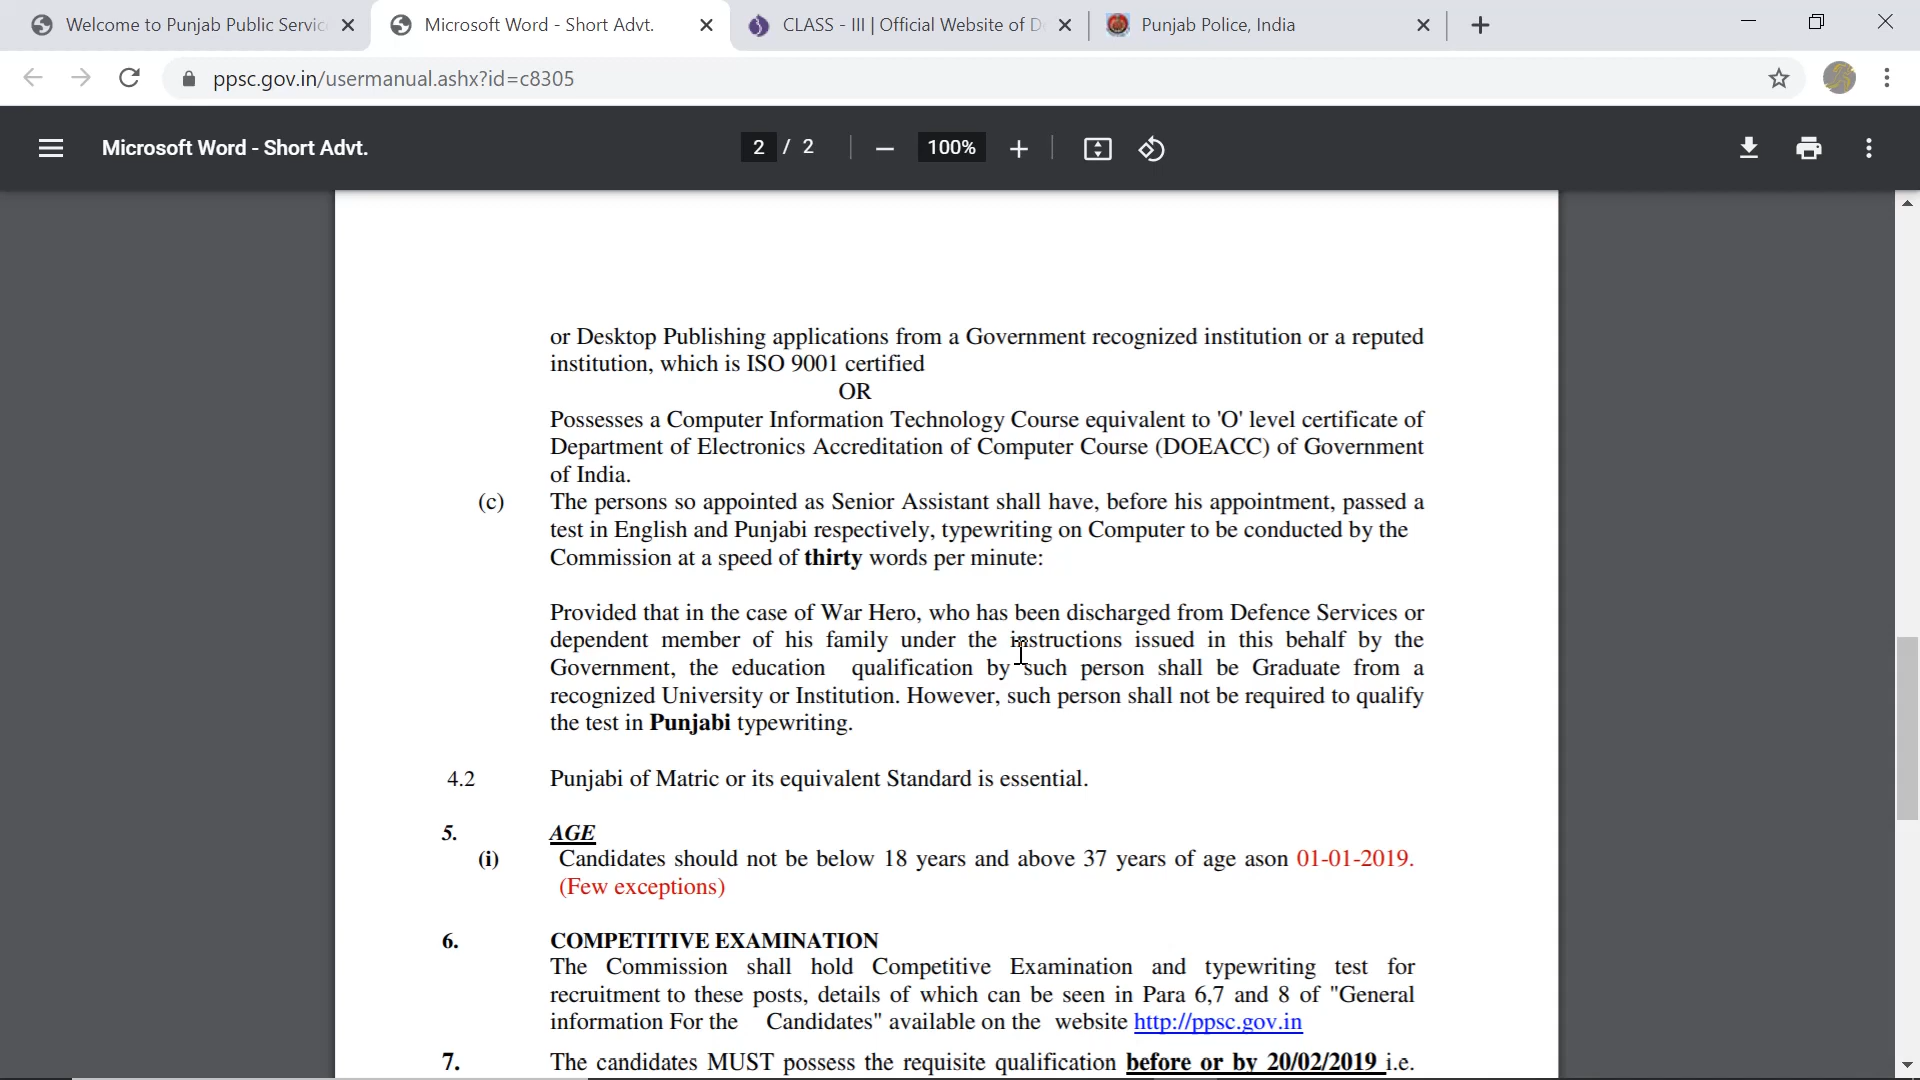 Welcome to Punjab Public Servic
Microsoft Word - Short Advt.
CLASS - III | Official Website of D
Punjab Police, India
ppsc.gov.in/usermanual.ashx?id=c8305
Microsoft Word - Short Advt.
2 / 2
100%
or Desktop Publishing applications from a Government recognized institution or a reputed
institution, which is ISO 9001 certified
OR
Possesses a Computer Information Technology Course equivalent to 'O' level certificate of
Department of Electronics Accreditation of Computer Course (DOEACC) of Government
of India.
(c) The persons so appointed as Senior Assistant shall have, before his appointment, passed a
test in English and Punjabi respectively, typewriting on Computer to be conducted by the
Commission at a speed of thirty words per minute:
Provided that in the case of War Hero, who has been discharged from Defence Services or
dependent member of his family under the instructions issued in this behalf by the
Government, the education qualification by such person shall be Graduate from a
recognized University or Institution. However, such person shall not be required to qualify
the test in Punjabi typewriting.
4.2 Punjabi of Matric or its equivalent Standard is essential.
5. AGE
(i) Candidates should not be below 18 years and above 37 years of age ason 01-01-2019.
(Few exceptions)
6. COMPETITIVE EXAMINATION
The Commission shall hold Competitive Examination and typewriting test for
recruitment to these posts, details of which can be seen in Para 6,7 and 8 of "General
information For the Candidates" available on the website http://ppsc.gov.in
7. The candidates MUST possess the requisite qualification before or by 20/02/2019 i.e.